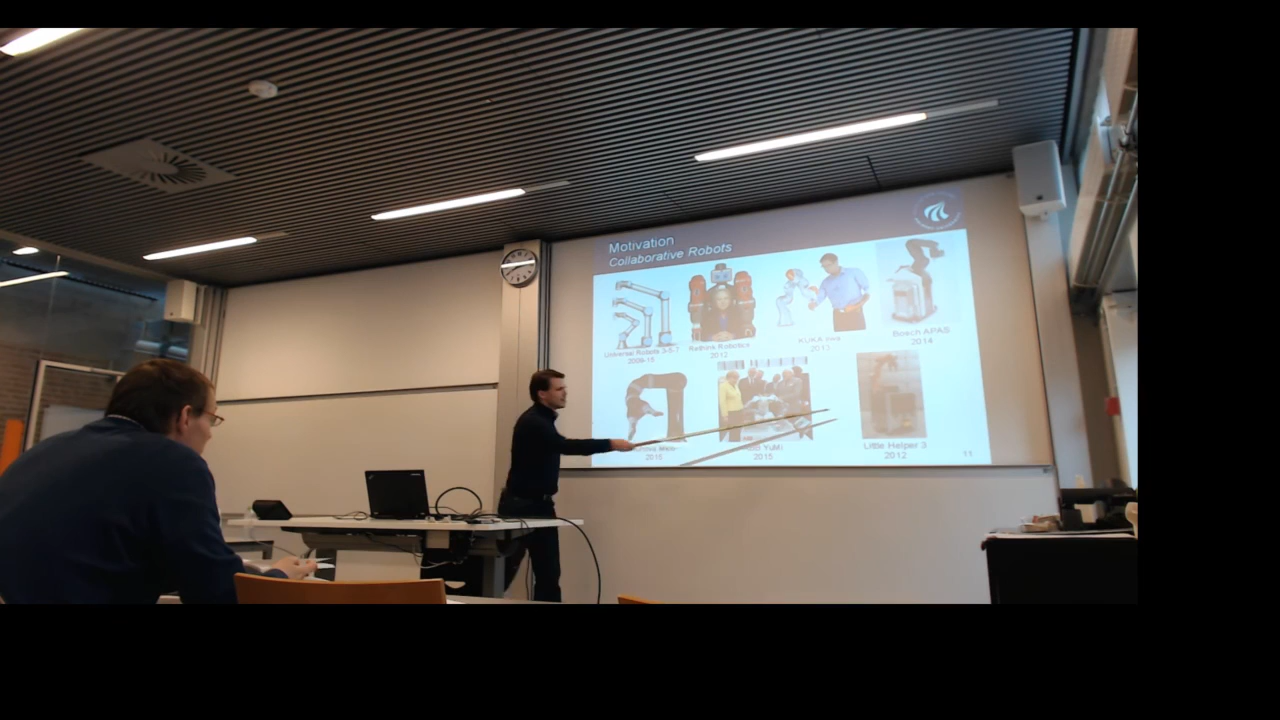 Motivation
Collaborative Robots
Universal Robots 3-5-7
2009-15
Rethink Robotics
2012
KUKA iiwa
2013
Bosch APAS
2014
2015
YuMi
2015
Little Helper 3
2012
11